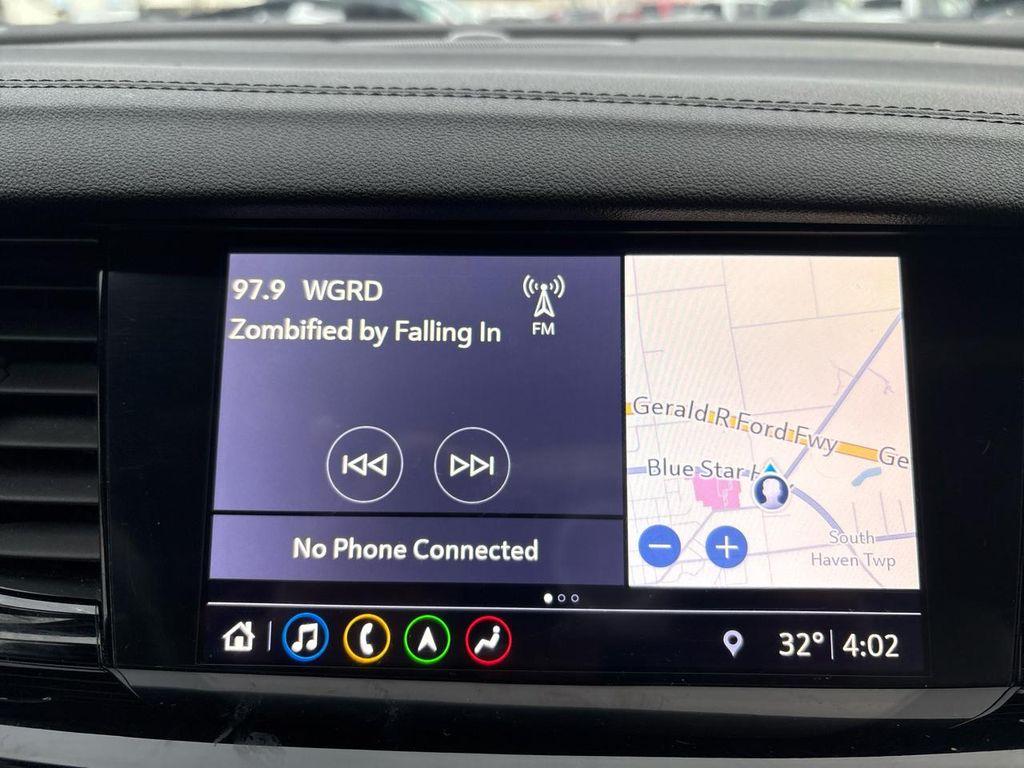 97.9 WGRD
Zombified by Falling In
FM
No Phone Connected
Gerald R Ford Fwy
Ge
Blue Star H
South
Haven Twp
32° 4:02